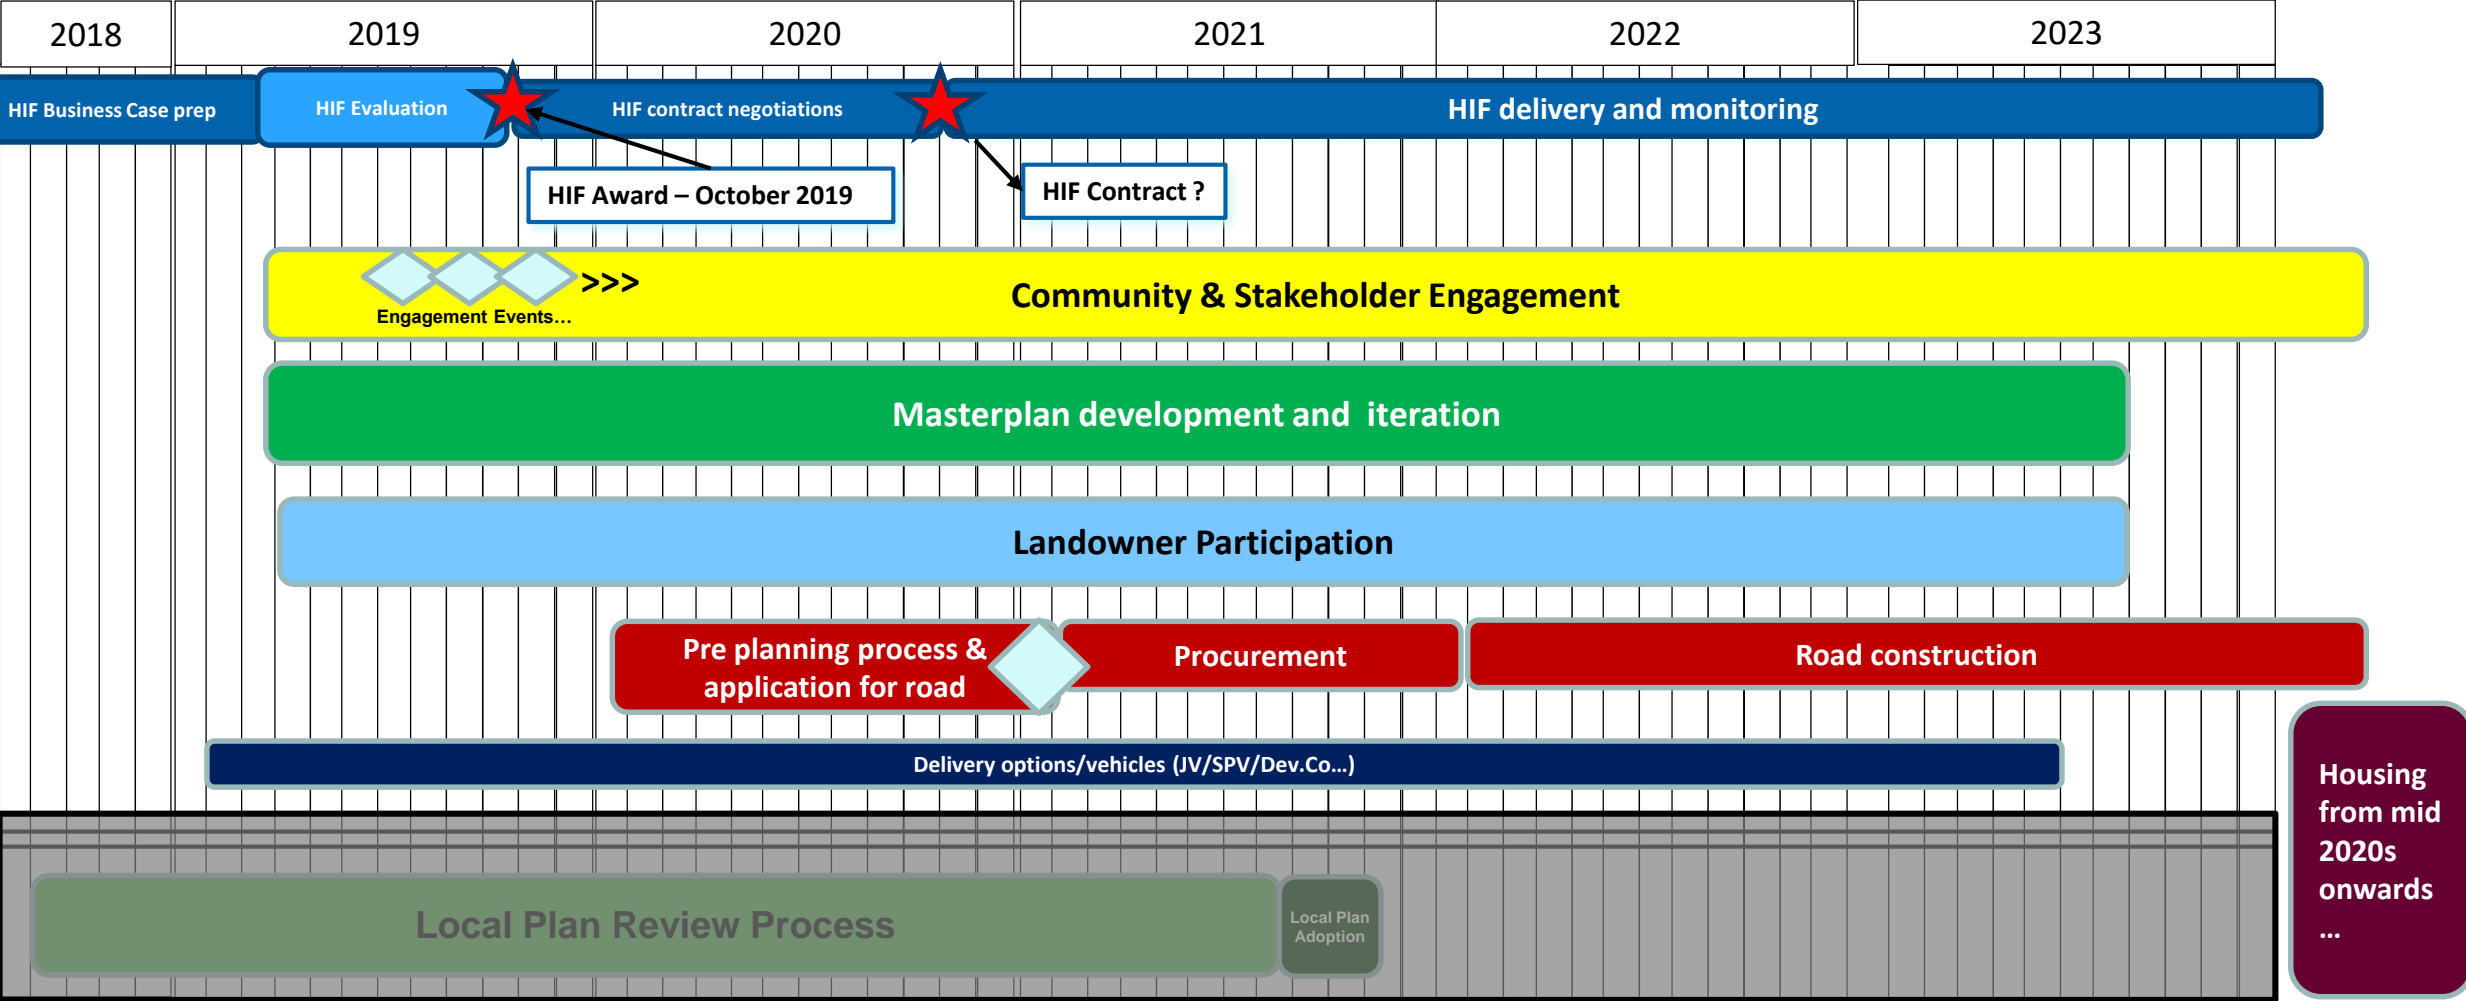 2018
2019
2020
2021
2022
2023
HIF Business Case prep
HIF Evaluation
HIF contract negotiations
HIF delivery and monitoring
HIF Award – October 2019
HIF Contract ?
>>>
Engagement Events...
Community & Stakeholder Engagement
Masterplan development and iteration
Landowner Participation
Pre planning process &
application for road
Procurement
Road construction
Delivery options/vehicles (JV/SPV/Dev.Co...)
Housing
from mid
2020s
onwards
...
Local Plan Review Process
Local Plan
Adoption